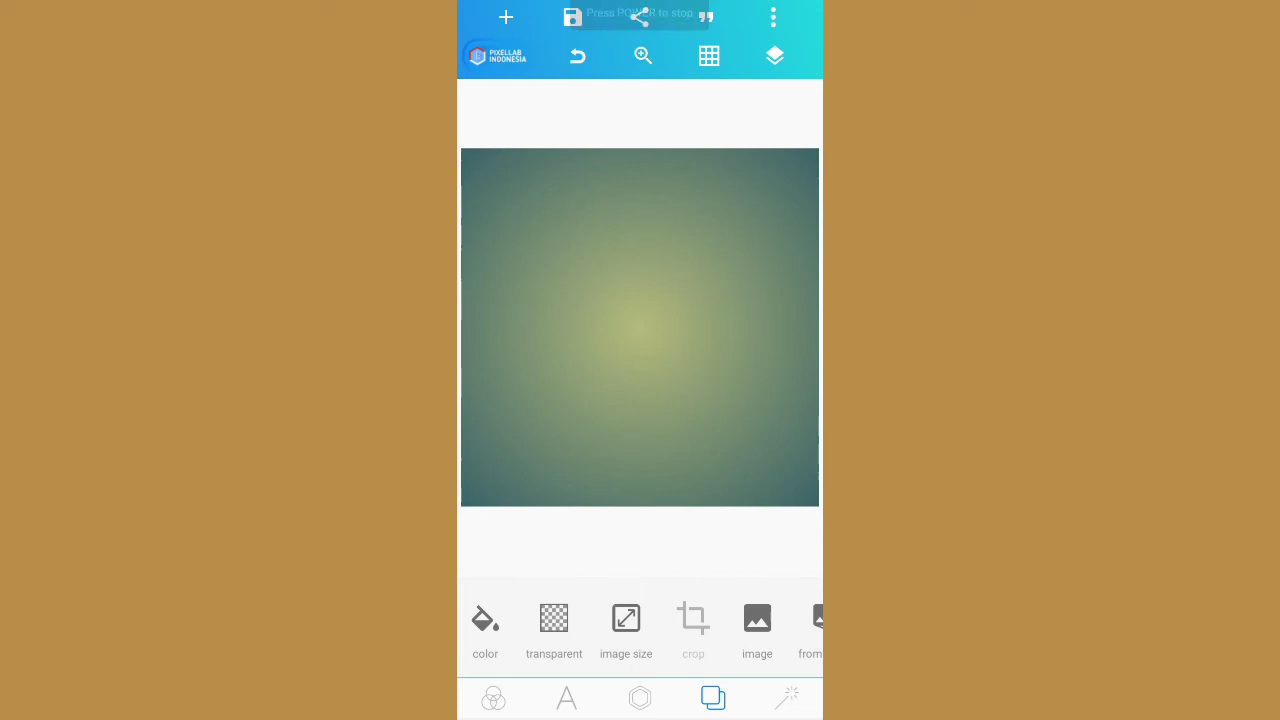 Press POWER to stop
PIXELLAB
INDONESIA
color
transparent
image size
crop
image
from